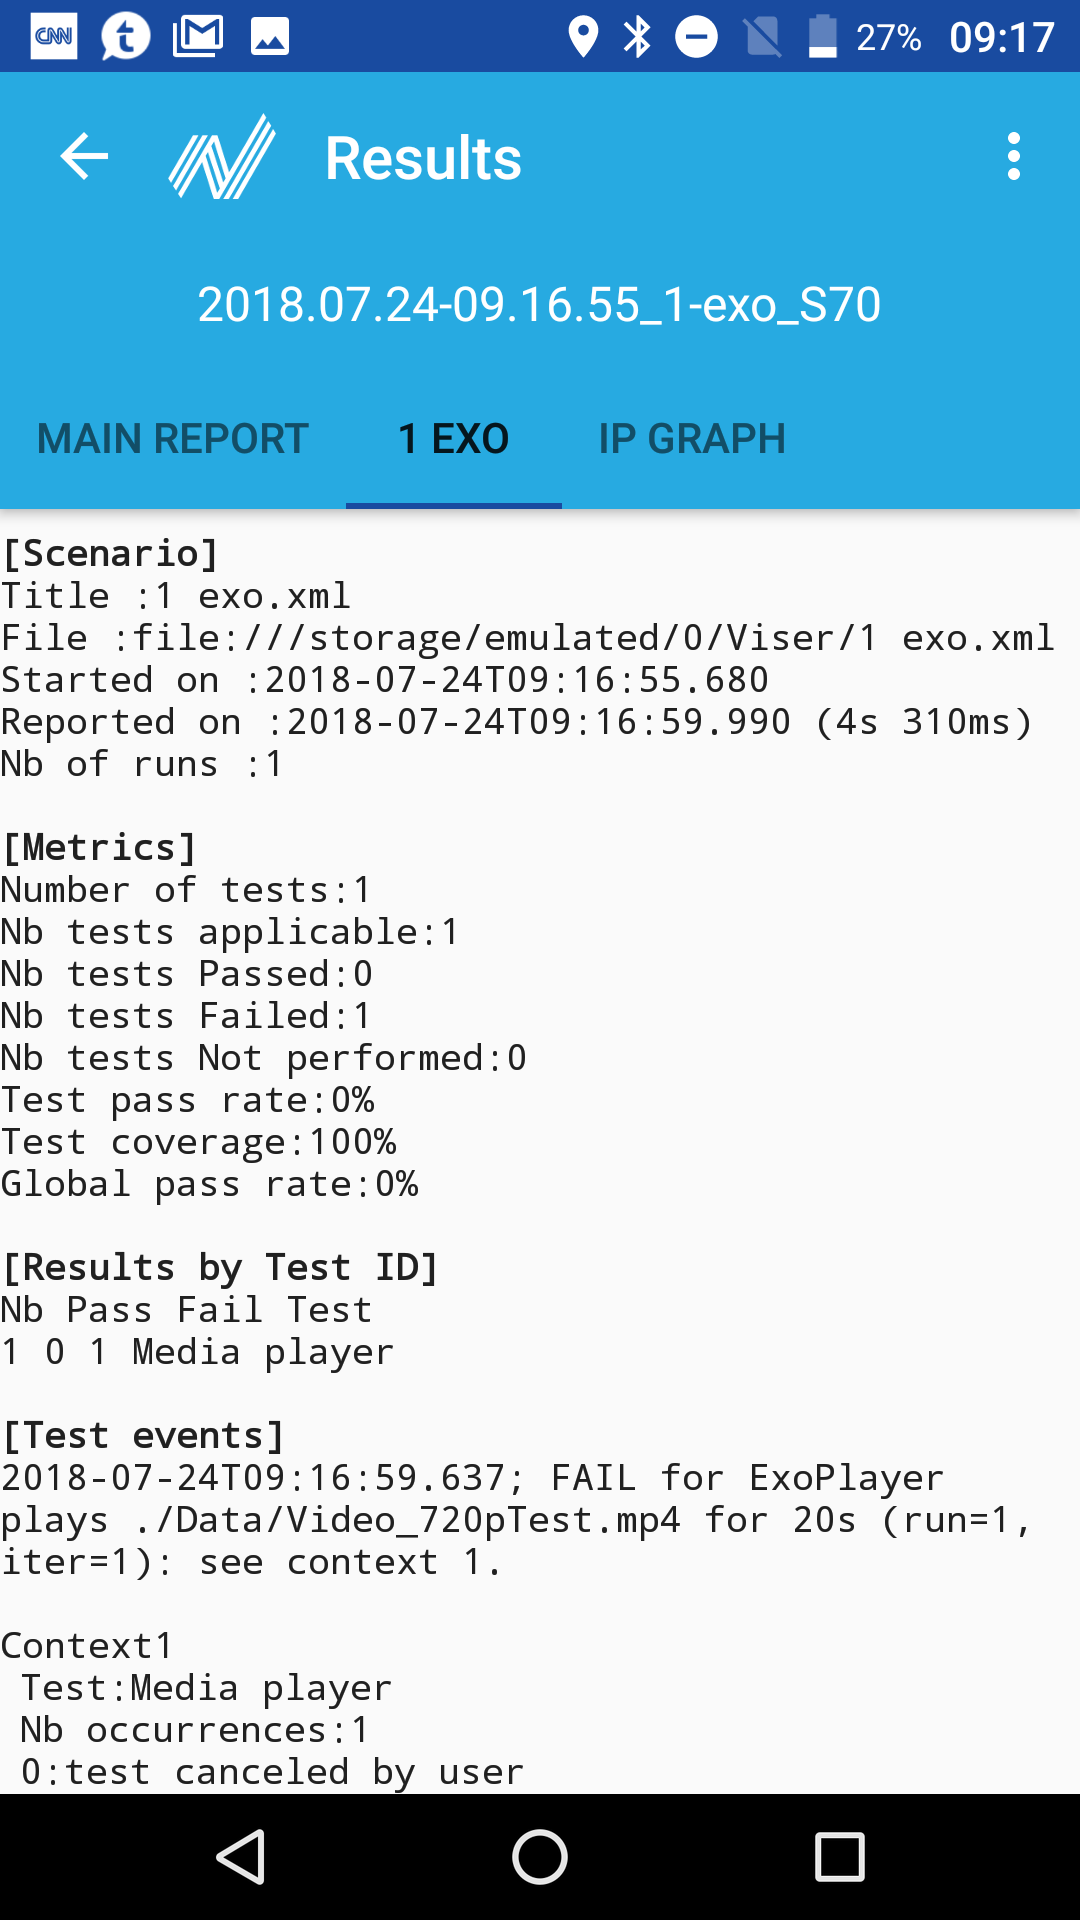 CNN
27% 09:17
Results
2018.07.24-09.16.55_1-exo_S70
MAIN REPORT 1 EXO IP GRAPH
[Scenario]
Title :1 exo.xml
File :file:///storage/emulated/0/Viser/1 exo.xml
Started on :2018-07-24T09:16:55.680
Reported on :2018-07-24T09:16:59.990 (4s 310ms)
Nb of runs :1
[Metrics]
Number of tests:1
Nb tests applicable:1
Nb tests Passed:0
Nb tests Failed:1
Nb tests Not performed:0
Test pass rate:0%
Test coverage:100%
Global pass rate:0%
[Results by Test ID]
Nb Pass Fail Test
1 0 1 Media player
[Test events]
2018-07-24T09:16:59.637; FAIL for ExoPlayer
plays ./Data/Video_720pTest.mp4 for 20s (run=1,
iter=1): see context 1.
Context1
Test:Media player
Nb occurrences:1
0:test canceled by user